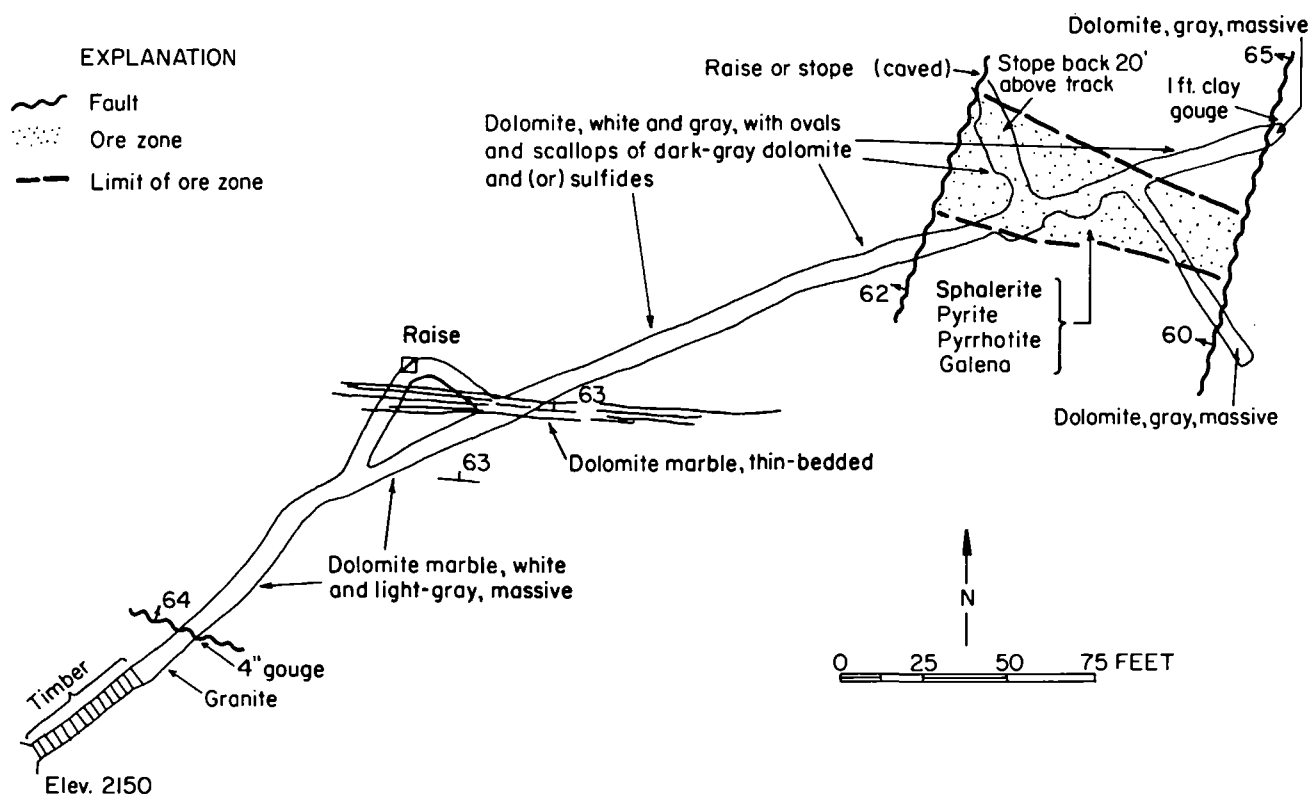 EXPLANATION
Fault
Ore zone
Limit of ore zone
Dolomite, gray, massive
65
Raise or stope (caved)
Stope back 20'
above track
1 ft. clay
gouge
Dolomite, white and gray, with ovals
and scallops of dark-gray dolomite
and (or) sulfides
62
Sphalerite
Pyrite
Pyrrhotite
Galena
60
Dolomite, gray, massive
Raise
63
Dolomite marble, thin-bedded
63
Dolomite marble, white
and light-gray, massive
64
4" gouge
Granite
Timber
Elev. 2150
N
0 25 50 75 FEET